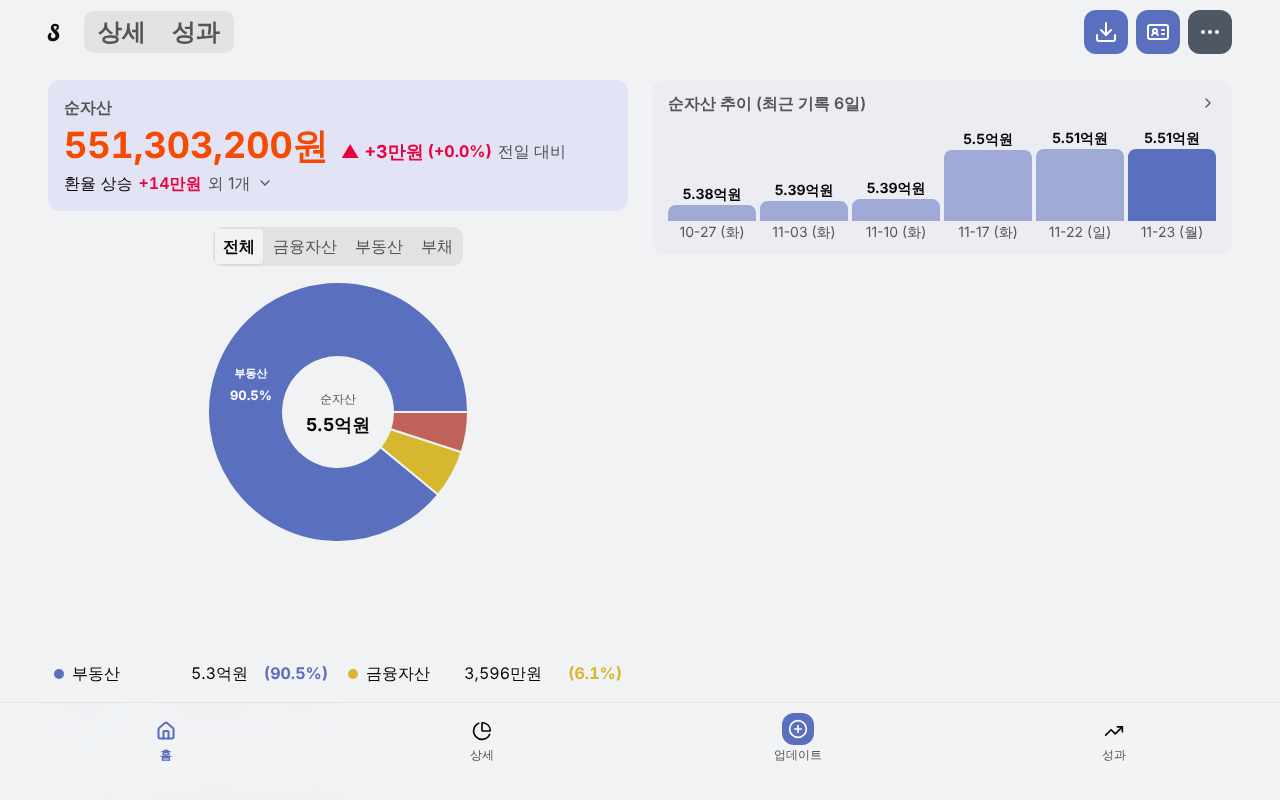 S
상세 성과
순자산
551,303,200원 ▲ +3만원 (+0.0%) 전일 대비
환율 상승 +14만원 외 1개
순자산 추이 (최근 기록 6일)
5.38억원 5.39억원 5.39억원 5.5억원 5.51억원 5.51억원
10-27 (화) 11-03 (화) 11-10 (화) 11-17 (화) 11-22 (일) 11-23 (월)
전체 금융자산 부동산 부채
부동산
90.5%
순자산
5.5억원
부동산 5.3억원 (90.5%) 금융자산 3,596만원 (6.1%)
홈 상세 업데이트 성과